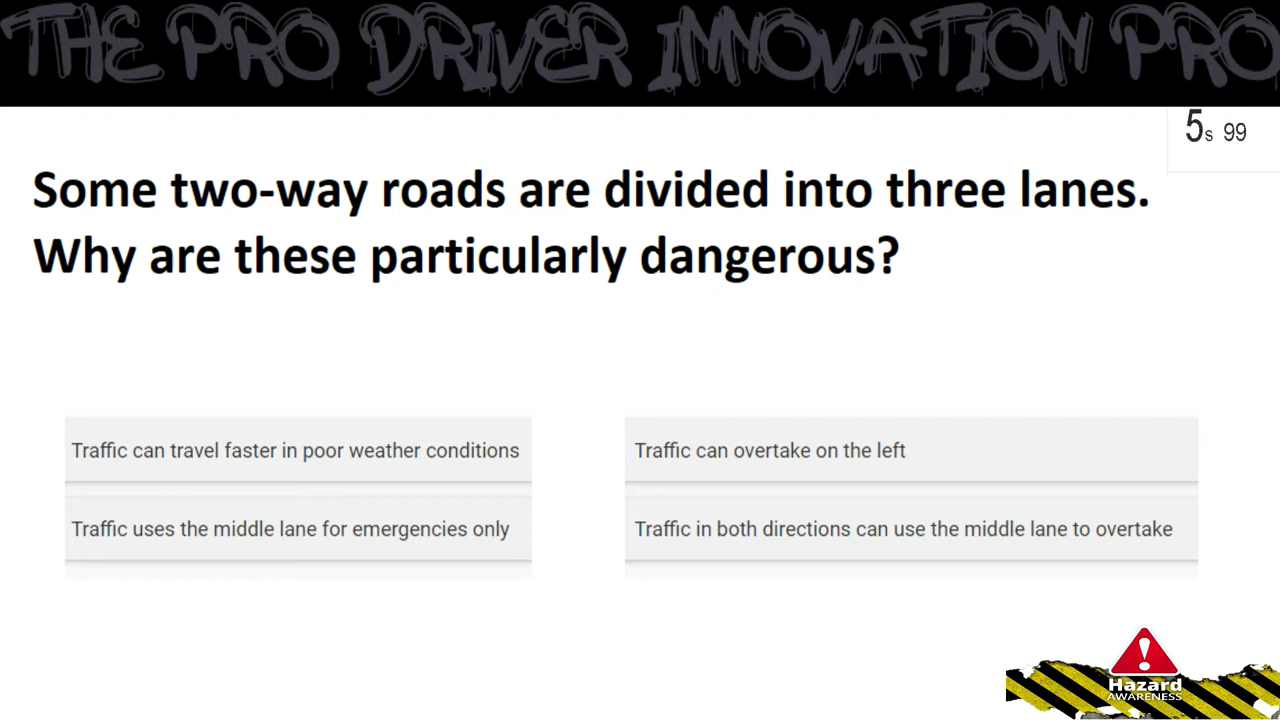 THE PRO DRIVER INNOVATION PRO
5s 99
Some two-way roads are divided into three lanes.
Why are these particularly dangerous?
Traffic can travel faster in poor weather conditions
Traffic can overtake on the left
Traffic uses the middle lane for emergencies only
Traffic in both directions can use the middle lane to overtake
!
Hazard
AWARENESS